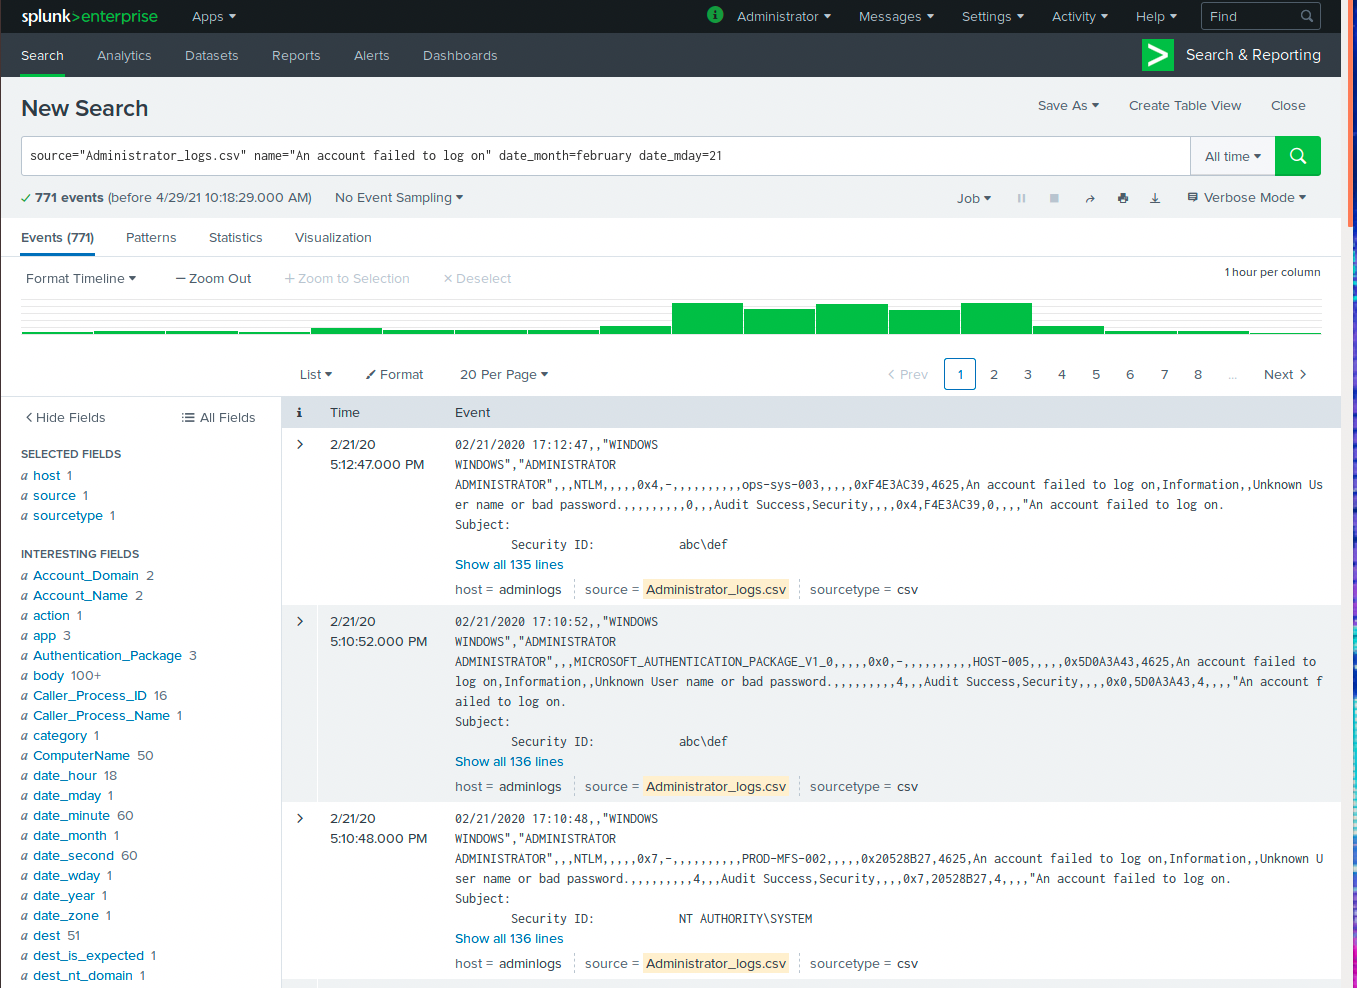 splunk>enterprise Apps Administrator Messages Settings Activity Help Find
Search Analytics Datasets Reports Alerts Dashboards Search & Reporting
New Search Save As Create Table View Close
source="Administrator_logs.csv" name="An account failed to log on" date_month=february date_mday=21 All time
771 events (before 4/29/21 10:18:29.000 AM) No Event Sampling Job Verbose Mode
Events (771) Patterns Statistics Visualization
Format Timeline — Zoom Out + Zoom to Selection × Deselect 1 hour per column
List Format 20 Per Page < Prev 1 2 3 4 5 6 7 8 ... Next >
< Hide Fields All Fields
SELECTED FIELDS
a host 1
a source 1
a sourcetype 1
INTERESTING FIELDS
a Account_Domain 2
a Account_Name 2
a action 1
a app 3
a Authentication_Package 3
a body 100+
a Caller_Process_ID 16
a Caller_Process_Name 1
a category 1
a ComputerName 50
a date_hour 18
a date_mday 1
a date_minute 60
a date_month 1
a date_second 60
a date_wday 1
a date_year 1
a date_zone 1
a dest 51
a dest_is_expected 1
a dest_nt_domain 1
i Time Event
2/21/20
5:12:47.000 PM
02/21/2020 17:12:47,,"WINDOWS
WINDOWS","ADMINISTRATOR
ADMINISTRATOR",,,NTLM,,,,,0x4,-,,,,,,,,,,ops-sys-003,,,,,0xF4E3AC39,4625,An account failed to log on,Information,,Unknown Us
er name or bad password.,,,,,,,,,0,,,Audit Success,Security,,,,0x4,F4E3AC39,0,,,,"An account failed to log on.
Subject:
Security ID: abc\def
Show all 135 lines
host = adminlogs source = Administrator_logs.csv sourcetype = csv
2/21/20
5:10:52.000 PM
02/21/2020 17:10:52,,"WINDOWS
WINDOWS","ADMINISTRATOR
ADMINISTRATOR",,,MICROSOFT_AUTHENTICATION_PACKAGE_V1_0,,,,,0x0,-,,,,,,,,,,HOST-005,,,,,0x5D0A3A43,4625,An account failed to
log on,Information,,Unknown User name or bad password.,,,,,,,,,4,,,Audit Success,Security,,,,0x0,5D0A3A43,4,,,,"An account f
ailed to log on.
Subject:
Security ID: abc\def
Show all 136 lines
host = adminlogs source = Administrator_logs.csv sourcetype = csv
2/21/20
5:10:48.000 PM
02/21/2020 17:10:48,,"WINDOWS
WINDOWS","ADMINISTRATOR
ADMINISTRATOR",,,NTLM,,,,,0x7,-,,,,,,,,,,PROD-MFS-002,,,,,0x20528B27,4625,An account failed to log on,Information,,Unknown U
ser name or bad password.,,,,,,,,,4,,,Audit Success,Security,,,,0x7,20528B27,4,,,,"An account failed to log on.
Subject:
Security ID: NT AUTHORITY\SYSTEM
Show all 136 lines
host = adminlogs source = Administrator_logs.csv sourcetype = csv